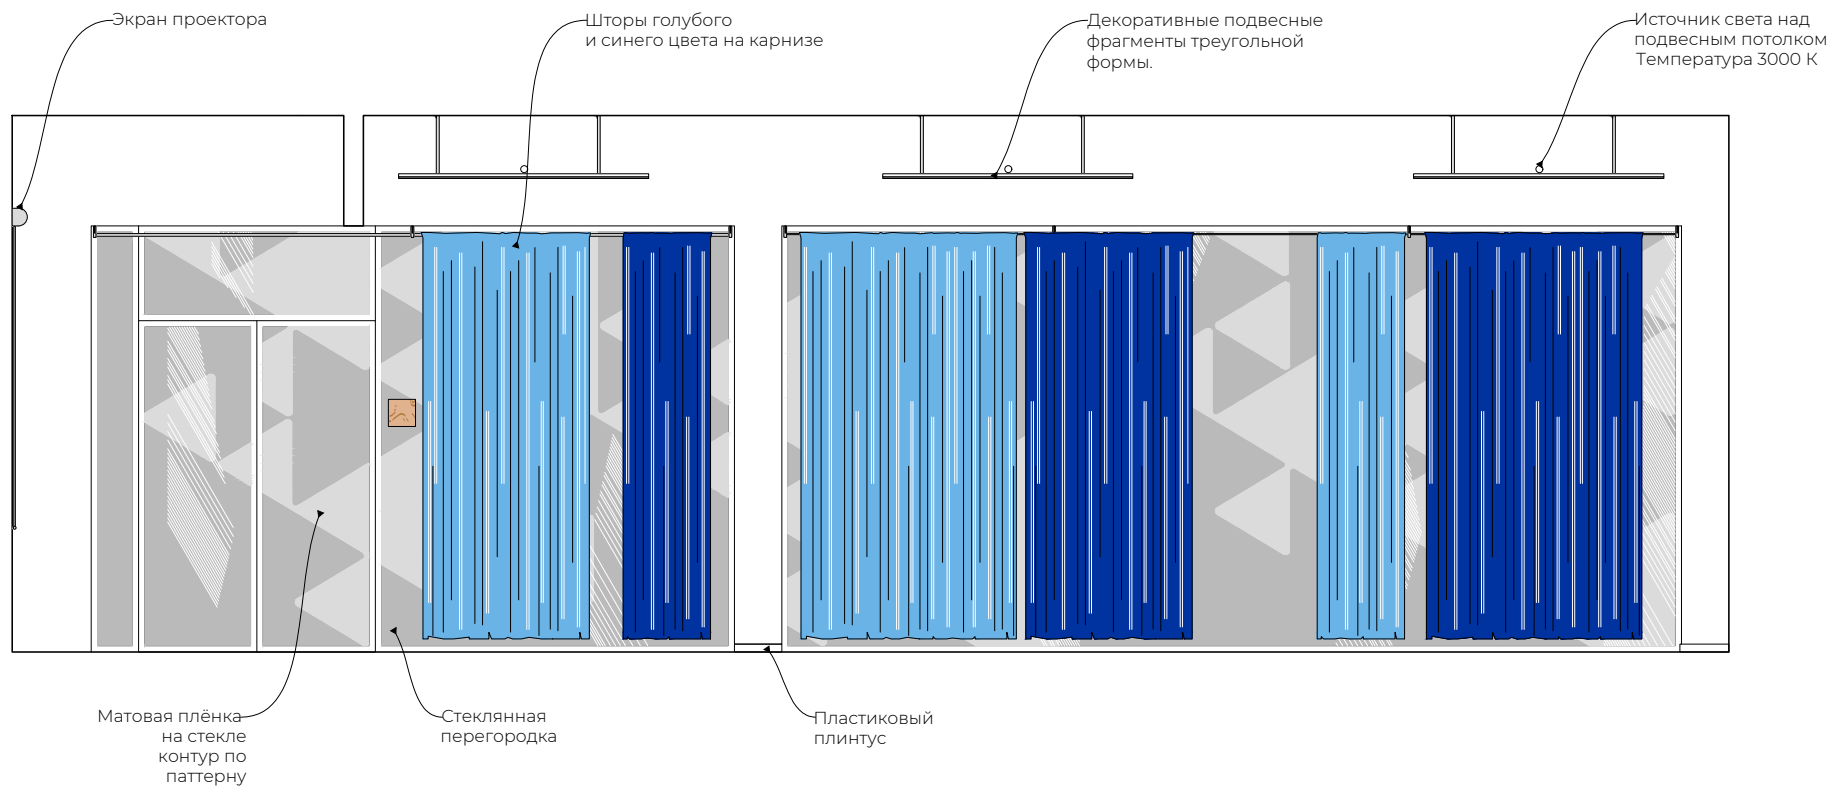 Экран проектора
Шторы голубого
и синего цвета на карнизе
Декоративные подвесные
фрагменты треугольной
формы.
Источник света над
подвесным потолком
Температура 3000 К
Матовая плёнка
на стекле
контур по
паттерну
Стеклянная
перегородка
Пластиковый
плинтус